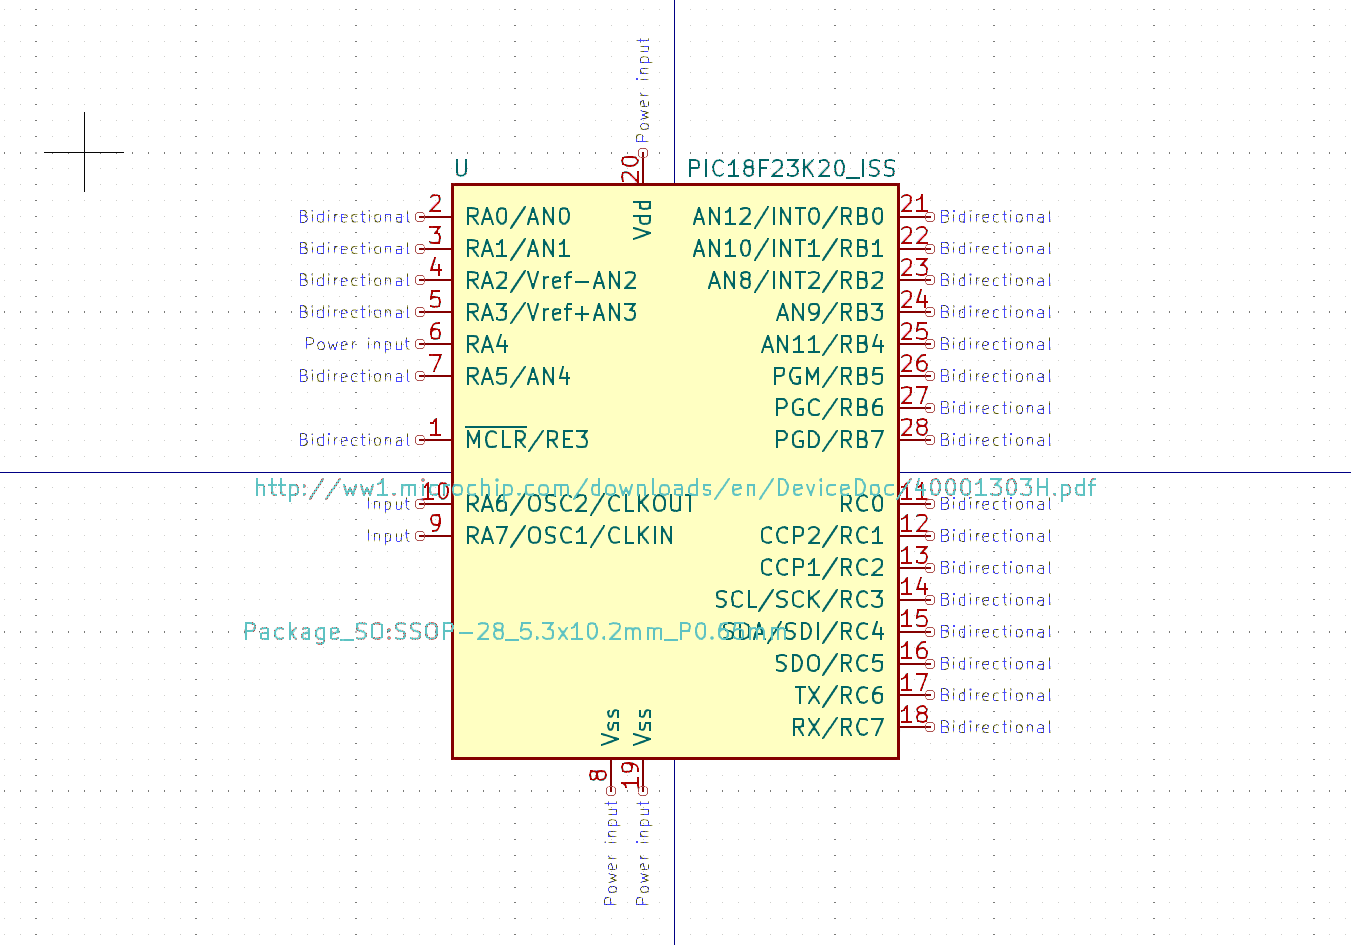 Power input
20
U PIC18F23K20_ISS
Vdd
Bidirectional 2 RA0/AN0 AN12/INT0/RB0 21 Bidirectional
Bidirectional 3 RA1/AN1 AN10/INT1/RB1 22 Bidirectional
Bidirectional 4 RA2/Vref-AN2 AN8/INT2/RB2 23 Bidirectional
Bidirectional 5 RA3/Vref+AN3 AN9/RB3 24 Bidirectional
Power input 6 RA4 AN11/RB4 25 Bidirectional
Bidirectional 7 RA5/AN4 PGM/RB5 26 Bidirectional
PGC/RB6 27 Bidirectional
Bidirectional 1 MCLR/RE3 PGD/RB7 28 Bidirectional
http://ww1.microchip.com/downloads/en/DeviceDoc/40001303H.pdf
Input 10 RA6/OSC2/CLKOUT RC0 11 Bidirectional
Input 9 RA7/OSC1/CLKIN CCP2/RC1 12 Bidirectional
CCP1/RC2 13 Bidirectional
SCL/SCK/RC3 14 Bidirectional
Package_SO:SSOP-28_5.3x10.2mm_P0.65mm SDA/SDI/RC4 15 Bidirectional
SDO/RC5 16 Bidirectional
TX/RC6 17 Bidirectional
RX/RC7 18 Bidirectional
Vss Vss
8 19
Power input Power input